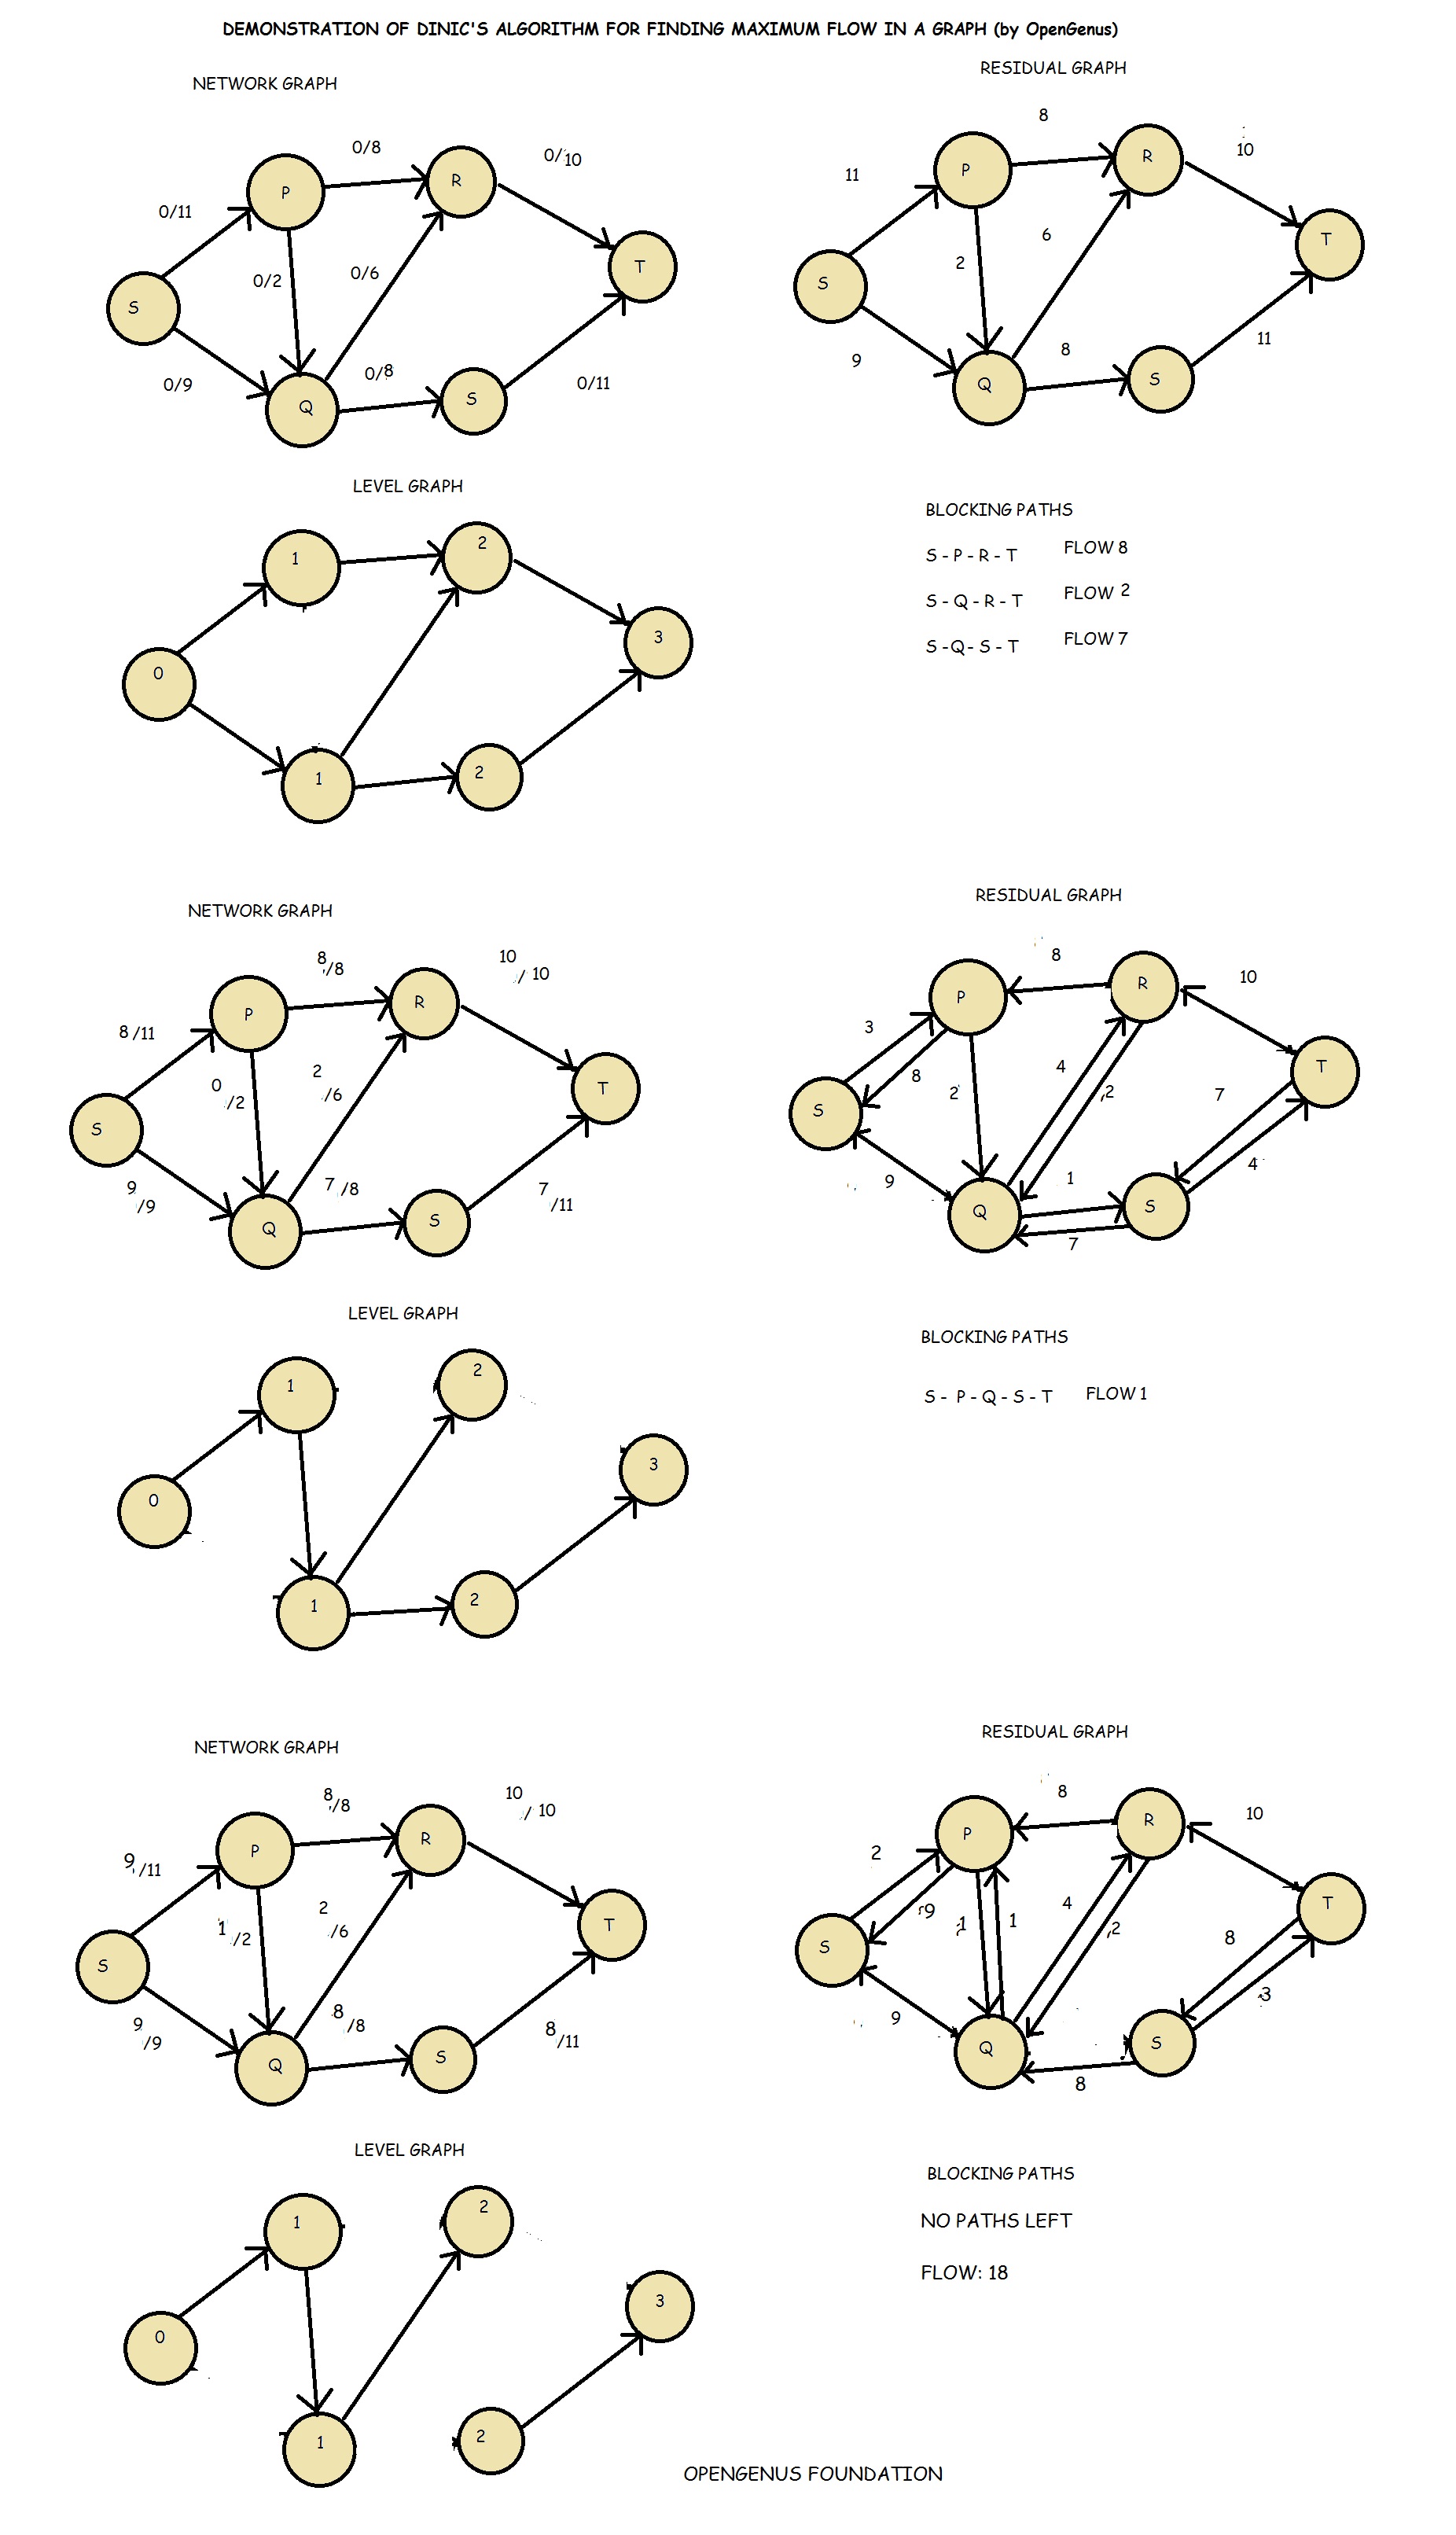 DEMONSTRATION OF DINIC'S ALGORITHM FOR FINDING MAXIMUM FLOW IN A GRAPH (by OpenGenus)
NETWORK GRAPH
0/8
0/10
0/11
P
R
0/2
0/6
T
S
0/9
0/8
0/11
Q
S
RESIDUAL GRAPH
8
10
11
P
R
2
6
T
S
9
8
11
Q
S
LEVEL GRAPH
1
2
0
3
1
2
BLOCKING PATHS
S - P - R - T FLOW 8
S - Q - R - T FLOW 2
S -Q- S - T FLOW 7
NETWORK GRAPH
8/8
10/10
8/11
P
R
0/2
2/6
T
S
9/9
7/8
7/11
Q
S
RESIDUAL GRAPH
8
10
3
P
R
8
2
4
2
7
T
S
9
1
4
Q
S
7
LEVEL GRAPH
1
2
0
3
1
2
BLOCKING PATHS
S - P - Q - S - T FLOW 1
NETWORK GRAPH
8/8
10/10
9/11
P
R
1/2
2/6
T
S
9/9
8/8
8/11
Q
S
RESIDUAL GRAPH
8
10
2
P
R
9
1
1
4
2
8
T
S
9
3
Q
S
8
LEVEL GRAPH
1
2
0
3
1
2
BLOCKING PATHS
NO PATHS LEFT
FLOW: 18
OPENGENUS FOUNDATION